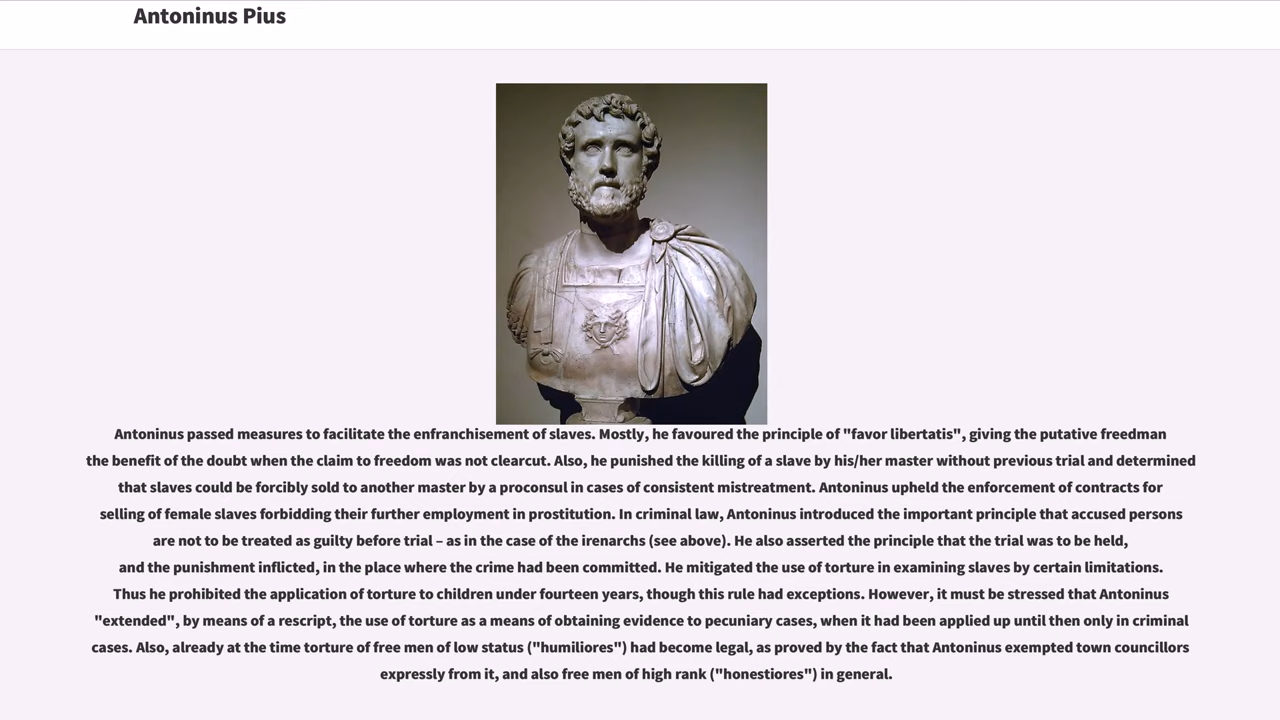 Antoninus Pius
Antoninus passed measures to facilitate the enfranchisement of slaves. Mostly, he favoured the principle of "favor libertatis", giving the putative freedman
the benefit of the doubt when the claim to freedom was not clearcut. Also, he punished the killing of a slave by his/her master without previous trial and determined
that slaves could be forcibly sold to another master by a proconsul in cases of consistent mistreatment. Antoninus upheld the enforcement of contracts for
selling of female slaves forbidding their further employment in prostitution. In criminal law, Antoninus introduced the important principle that accused persons
are not to be treated as guilty before trial – as in the case of the irenarchs (see above). He also asserted the principle that the trial was to be held,
and the punishment inflicted, in the place where the crime had been committed. He mitigated the use of torture in examining slaves by certain limitations.
Thus he prohibited the application of torture to children under fourteen years, though this rule had exceptions. However, it must be stressed that Antoninus
"extended", by means of a rescript, the use of torture as a means of obtaining evidence to pecuniary cases, when it had been applied up until then only in criminal
cases. Also, already at the time torture of free men of low status ("humiliores") had become legal, as proved by the fact that Antoninus exempted town councillors
expressly from it, and also free men of high rank ("honestiores") in general.